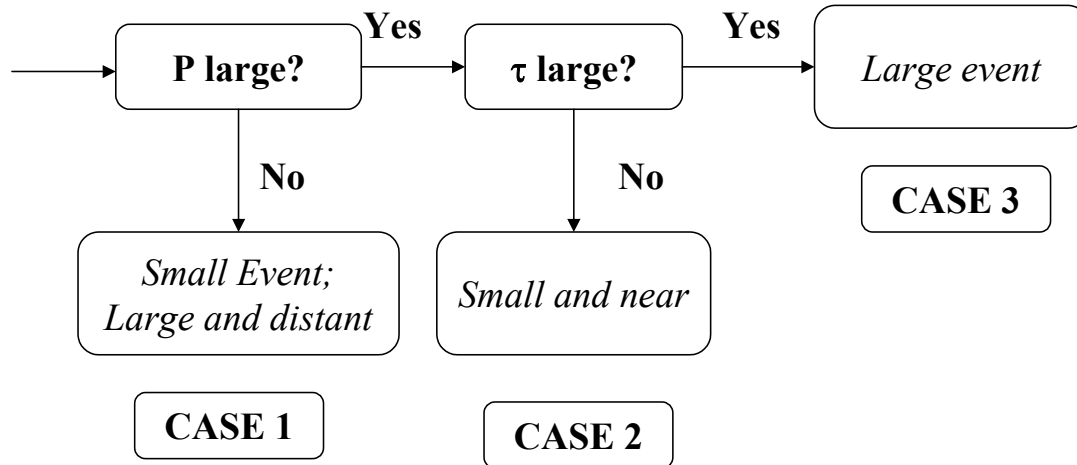 Yes
Yes
P large?
τ large?
Large event
No
No
CASE 3
Small Event;
Large and distant
Small and near
CASE 1
CASE 2